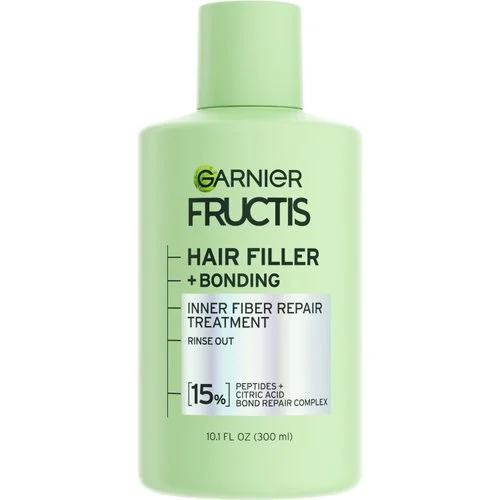 GARNIER
FRUCTIS
HAIR FILLER
+ BONDING
INNER FIBER REPAIR
TREATMENT
RINSE OUT
[15%]
PEPTIDES +
CITRIC ACID
BOND REPAIR COMPLEX
10.1 FL OZ (300 ml)